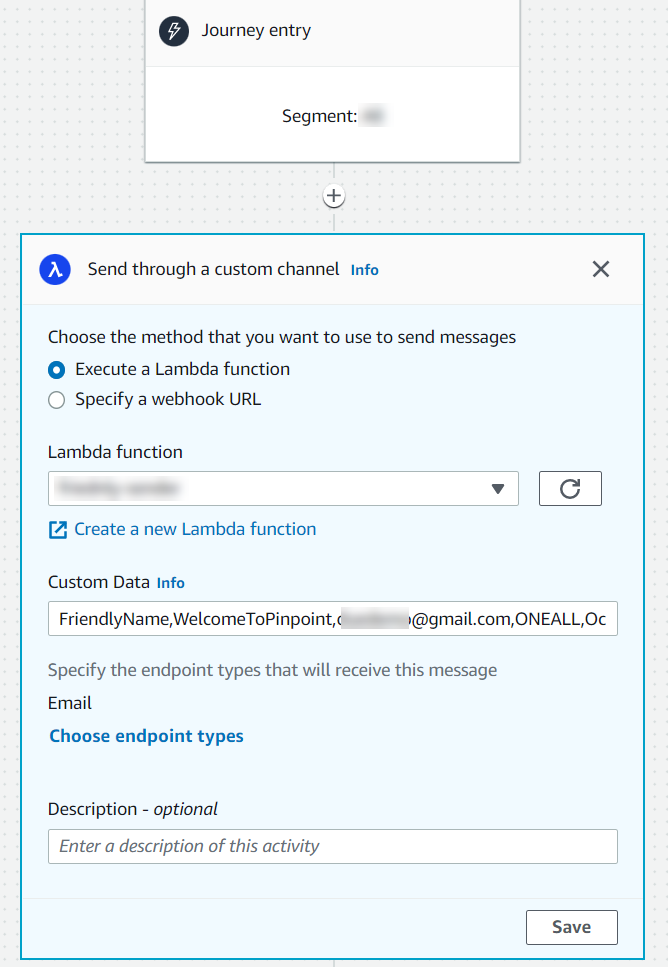 Journey entry
Segment:
Send through a custom channel Info
Choose the method that you want to use to send messages
Execute a Lambda function
Specify a webhook URL
Lambda function
Create a new Lambda function
Custom Data Info
FriendlyName,WelcomeToPinpoint, @gmail.com,ONEALL,Oc
Specify the endpoint types that will receive this message
Email
Choose endpoint types
Description - optional
Enter a description of this activity
Save